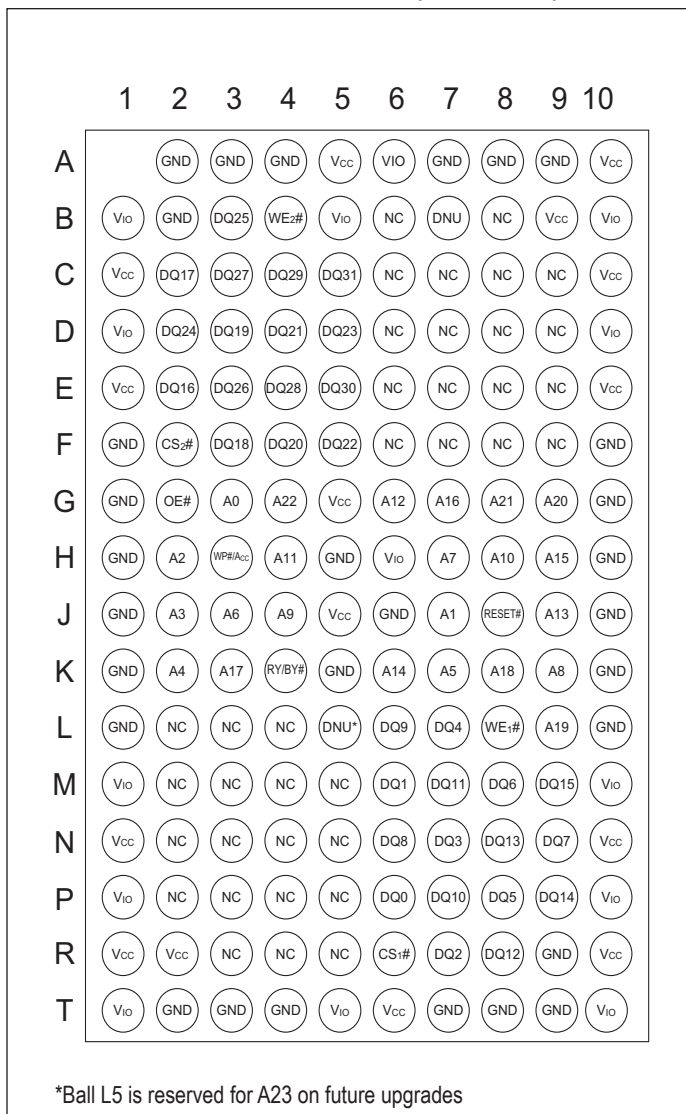 1 2 3 4 5 6 7 8 9 10
A GND GND GND VCC VIO GND GND GND VCC
B VIO GND DQ25 WE2# VIO NC DNU NC VCC VIO
C VCC DQ17 DQ27 DQ29 DQ31 NC NC NC NC VCC
D VIO DQ24 DQ19 DQ21 DQ23 NC NC NC NC VIO
E VCC DQ16 DQ26 DQ28 DQ30 NC NC NC NC VCC
F GND CS2# DQ18 DQ20 DQ22 NC NC NC NC GND
G GND OE# A0 A22 VCC A12 A16 A21 A20 GND
H GND A2 WP#/ACC A11 GND VIO A7 A10 A15 GND
J GND A3 A6 A9 VCC GND A1 RESET# A13 GND
K GND A4 A17 RY/BY# GND A14 A5 A18 A8 GND
L GND NC NC NC DNU* DQ9 DQ4 WE1# A19 GND
M VIO NC NC NC NC DQ1 DQ11 DQ6 DQ15 VIO
N VCC NC NC NC NC DQ8 DQ3 DQ13 DQ7 VCC
P VIO NC NC NC NC DQ0 DQ10 DQ5 DQ14 VIO
R VCC VCC NC NC NC CS1# DQ2 DQ12 GND VCC
T VIO GND GND GND VIO VCC GND GND GND VIO
*Ball L5 is reserved for A23 on future upgrades